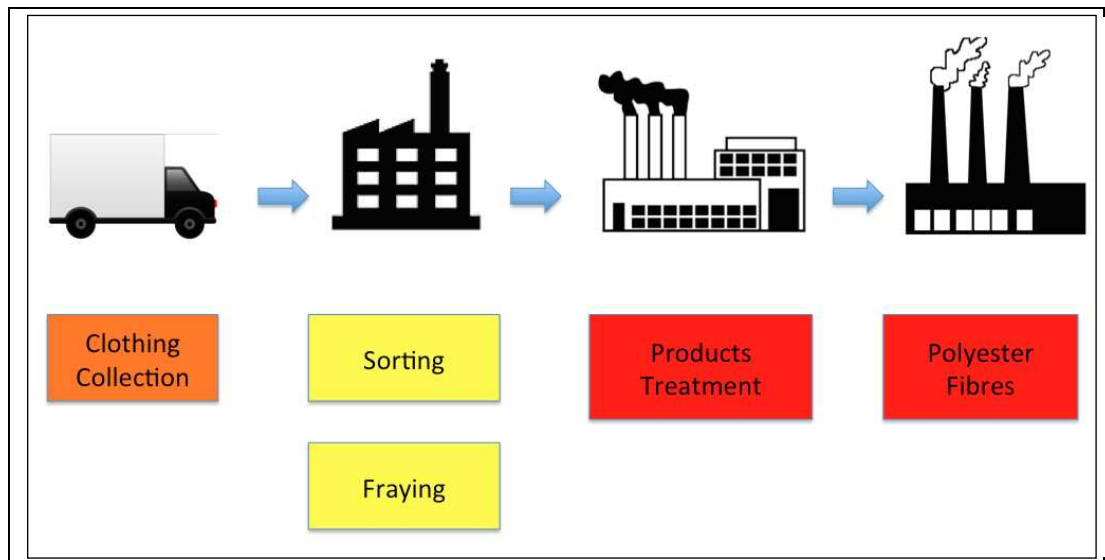 Clothing
Collection
Sorting
Products
Treatment
Polyester
Fibres
Fraying